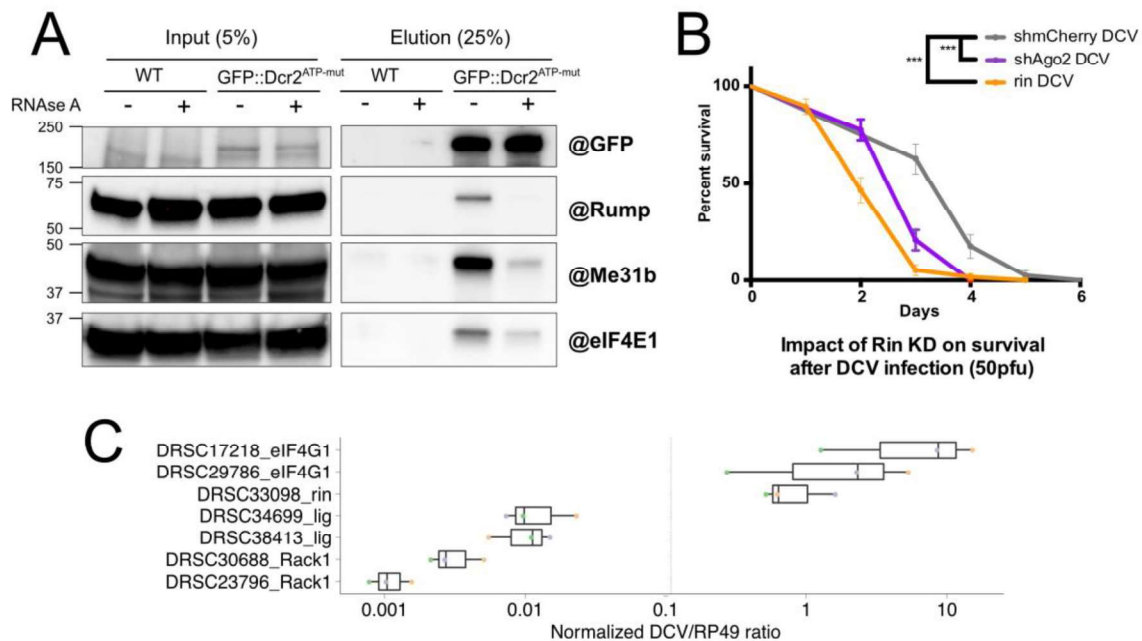 A
Input (5%)
Elution (25%)
WT
GFP::Dcr2ATP-mut
WT
GFP::Dcr2ATP-mut
RNAse A
- + - + - + - +
250
150
@GFP
75
50
@Rump
50
37
@Me31b
37
@eIF4E1
B
shmCherry DCV
shAgo2 DCV
rin DCV
***
***
Percent survival
100
50
0
0 2 4 6
Days
Impact of Rin KD on survival
after DCV infection (50pfu)
C
DRSC17218_eIF4G1
DRSC29786_eIF4G1
DRSC33098_rin
DRSC34699_lig
DRSC38413_lig
DRSC30688_Rack1
DRSC23796_Rack1
0.001 0.01 0.1 1 10
Normalized DCV/RP49 ratio